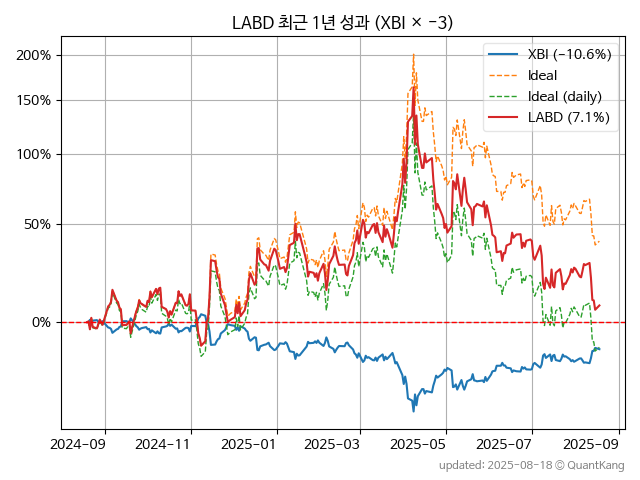 LABD 최근 1년 성과 (XBI × −3)
200%
150%
100%
50%
0%
XBI (−10.6%)
Ideal
Ideal (daily)
LABD (7.1%)
2024-09
2024-11
2025-01
2025-03
2025-05
2025-07
2025-09
updated: 2025-08-18 © QuantKang